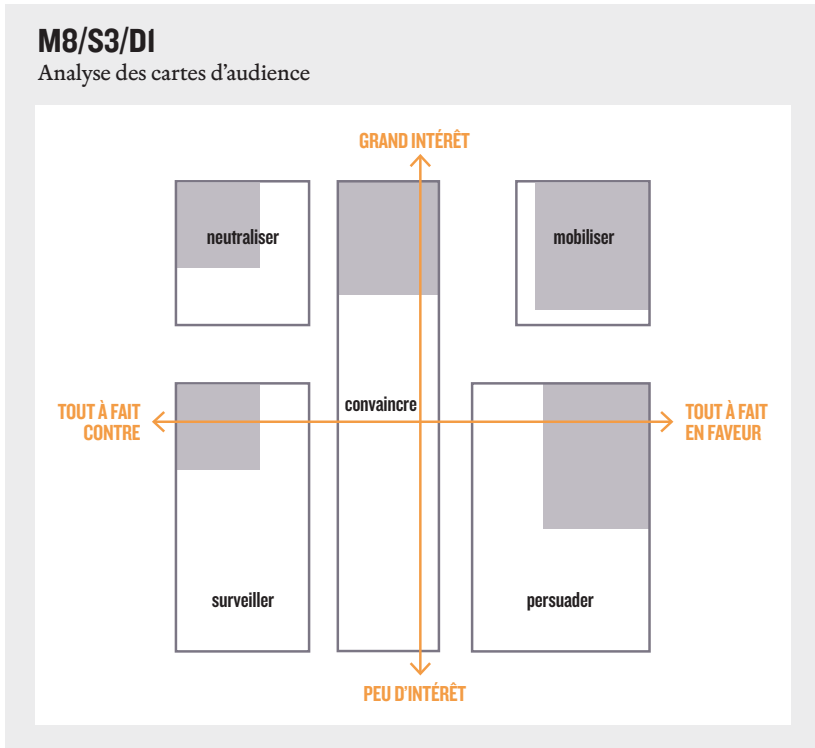 M8/S3/D1
Analyse des cartes d'audience
GRAND INTÉRÊT
neutraliser
mobiliser
convaincre
TOUT À FAIT
CONTRE
TOUT À FAIT
EN FAVEUR
surveiller
persuader
PEU D'INTÉRÊT